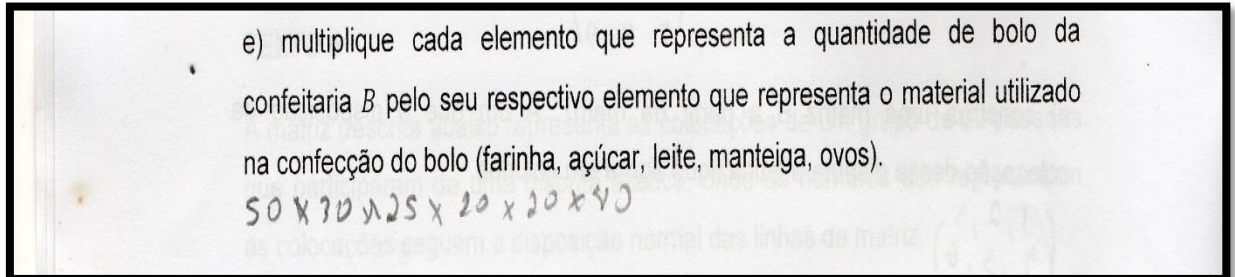 e) multiplique cada elemento que representa a quantidade de bolo da
confeitaria B pelo seu respectivo elemento que representa o material utilizado
na confecção do bolo (farinha, açúcar, leite, manteiga, ovos).
50 x 30 x 25 x 20 x 20 x